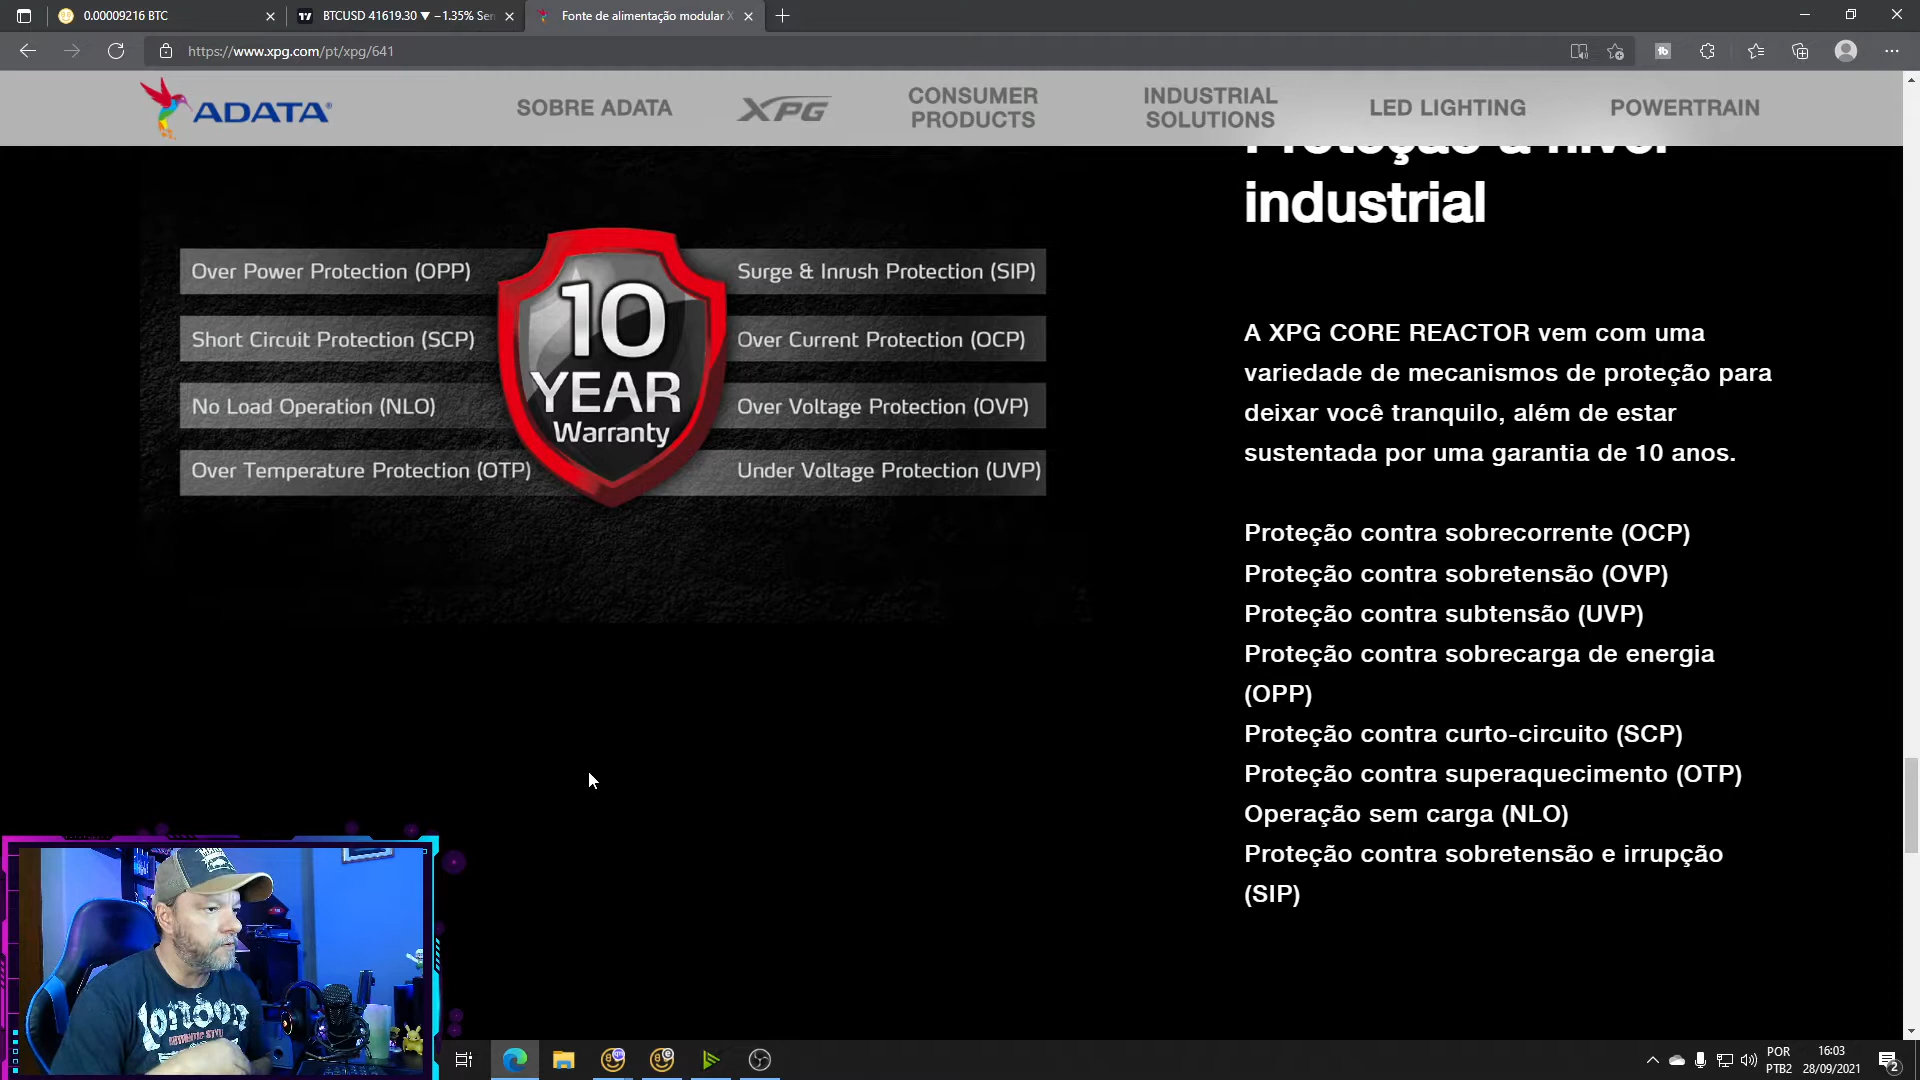 0.00009216 BTC
BTCUSD 41619.30 ▼ −1.35% Sen
Fonte de alimentação modular X
https://www.xpg.com/pt/xpg/641
ADATA
SOBRE ADATA
XPG
CONSUMER
PRODUCTS
INDUSTRIAL
SOLUTIONS
LED LIGHTING
POWERTRAIN
Over Power Protection (OPP)
Short Circuit Protection (SCP)
No Load Operation (NLO)
Over Temperature Protection (OTP)
10
YEAR
Warranty
Surge & Inrush Protection (SIP)
Over Current Protection (OCP)
Over Voltage Protection (OVP)
Under Voltage Protection (UVP)
Proteção a nível
industrial
A XPG CORE REACTOR vem com uma
variedade de mecanismos de proteção para
deixar você tranquilo, além de estar
sustentada por uma garantia de 10 anos.
Proteção contra sobrecorrente (OCP)
Proteção contra sobretensão (OVP)
Proteção contra subtensão (UVP)
Proteção contra sobrecarga de energia
(OPP)
Proteção contra curto-circuito (SCP)
Proteção contra superaquecimento (OTP)
Operação sem carga (NLO)
Proteção contra sobretensão e irrupção
(SIP)
london
AUTHENTIC STYLE
POR
PTB2
16:03
28/09/2021
2